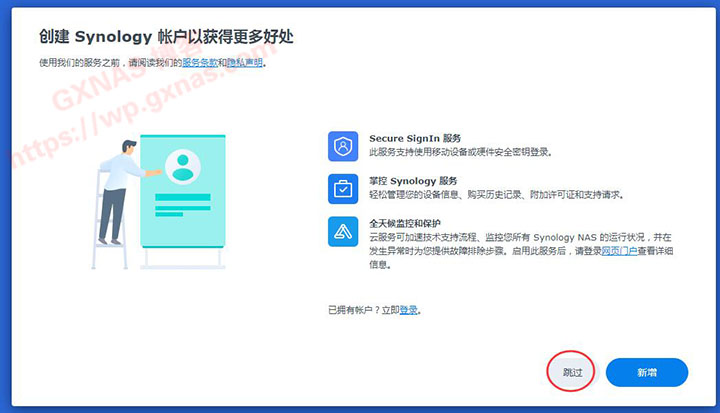 创建 Synology 帐户以获得更多好处
使用我们的服务之前，请阅读我们的服务条款和隐私声明。
GXNAS 博客
https://wp.gxnas.com
Secure SignIn 服务
此服务支持使用移动设备或硬件安全密钥登录。
掌控 Synology 服务
轻松管理您的设备信息、购买历史记录、附加许可证和支持请求。
全天候监控和保护
云服务可加速技术支持流程、监控您所有 Synology NAS 的运行状况，并在
发生异常时为您提供故障排除步骤。启用此服务后，请登录网页门户查看详细
信息。
已拥有帐户？立即登录。
跳过
新增